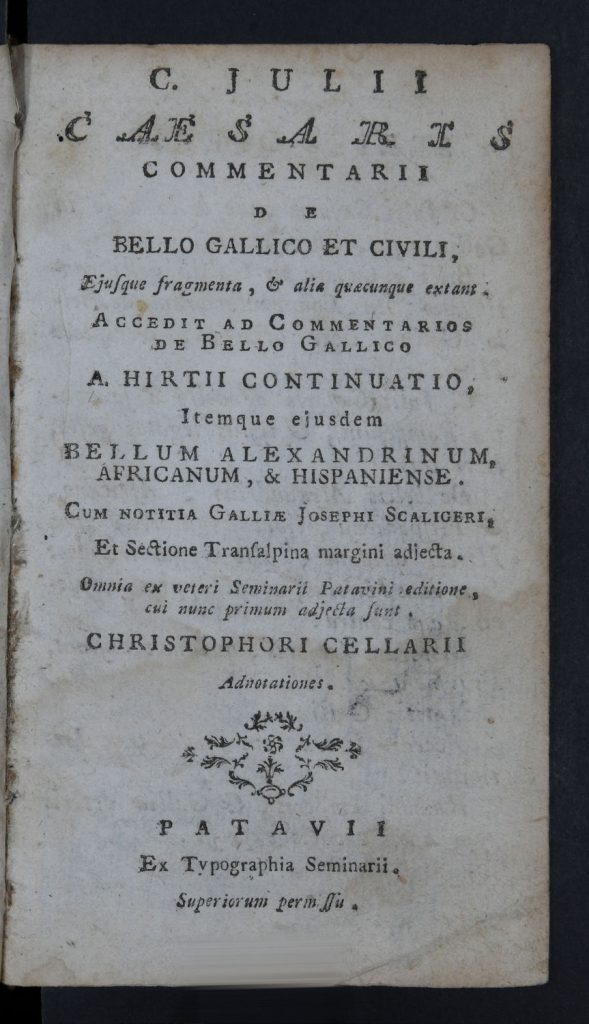 C. JULII
CAESARIS
COMMENTARII
DE
BELLO GALLICO ET CIVILI,
Ejuſque fragmenta, & aliæ quæcunque extant.
ACCEDIT AD COMMENTARIOS
DE BELLO GALLICO
A. HIRTII CONTINUATIO,
Itemque ejusdem
BELLUM ALEXANDRINUM,
AFRICANUM, & HISPANIENSE.
CUM NOTITIA GALLIÆ JOSEPHI SCALIGERI,
Et Sectione Tranſalpina margini adjecta.
Omnia ex veteri Seminarii Patavini editione,
cui nunc primum adjecta ſunt.
CHRISTOPHORI CELLARII
Adnotationes.
PATAVII
Ex Typographia Seminarii.
Superiorum permiſſu.